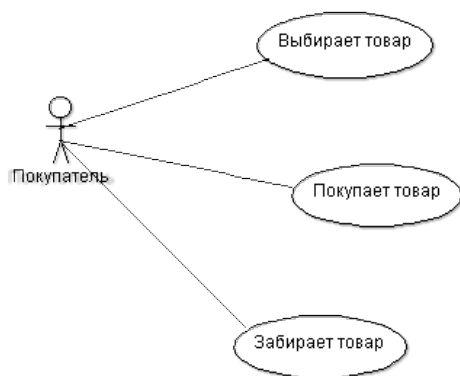 Выбирает товар
Покупатель
Покупает товар
Забирает товар